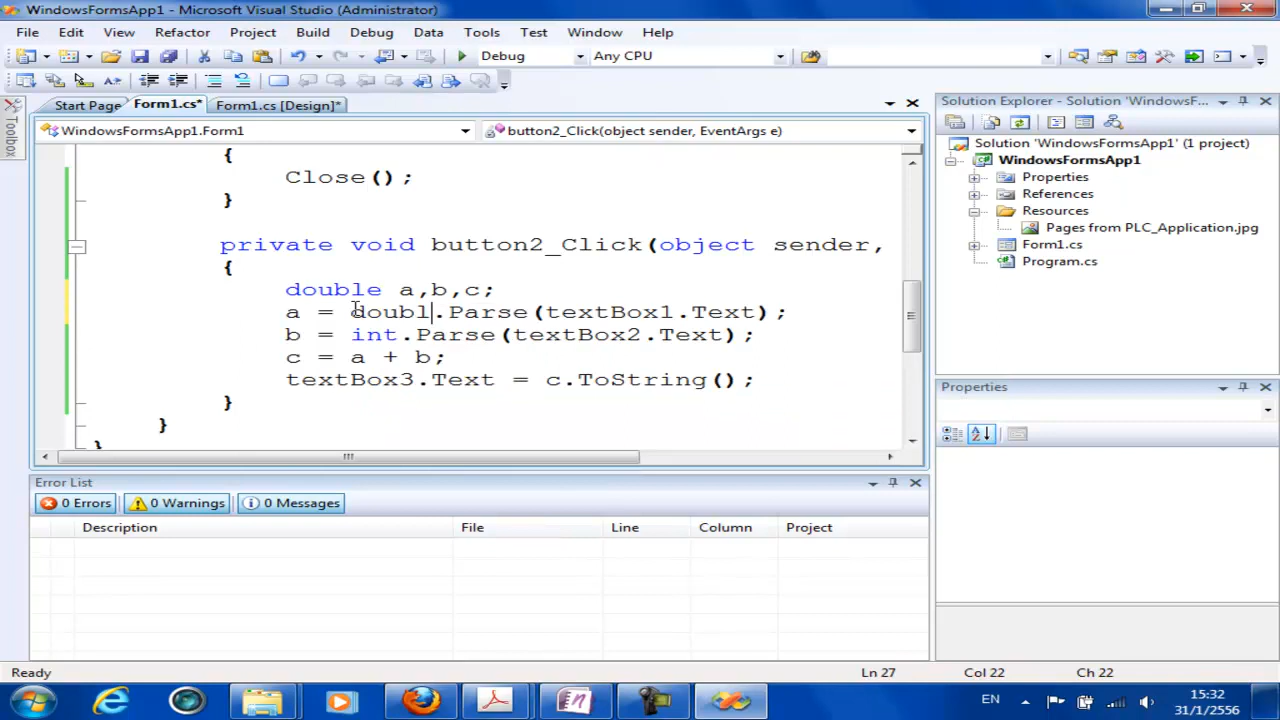 WindowsFormsApp1 - Microsoft Visual Studio (Administrator)
File Edit View Refactor Project Build Debug Data Tools Test Window Help
Debug Any CPU
Start Page Form1.cs* Form1.cs [Design]*
Toolbox
WindowsFormsApp1.Form1 button2_Click(object sender, EventArgs e)
{
Close();
}
private void button2_Click(object sender,
{
double a,b,c;
a = doubl.Parse(textBox1.Text);
b = int.Parse(textBox2.Text);
c = a + b;
textBox3.Text = c.ToString();
}
}
}
Solution Explorer - Solution 'WindowsF...
Solution 'WindowsFormsApp1' (1 project)
WindowsFormsApp1
Properties
References
Resources
Pages from PLC_Application.jpg
Form1.cs
Program.cs
Properties
Error List
0 Errors 0 Warnings 0 Messages
Description File Line Column Project
Ready Ln 27 Col 22 Ch 22
EN 15:32
31/1/2556